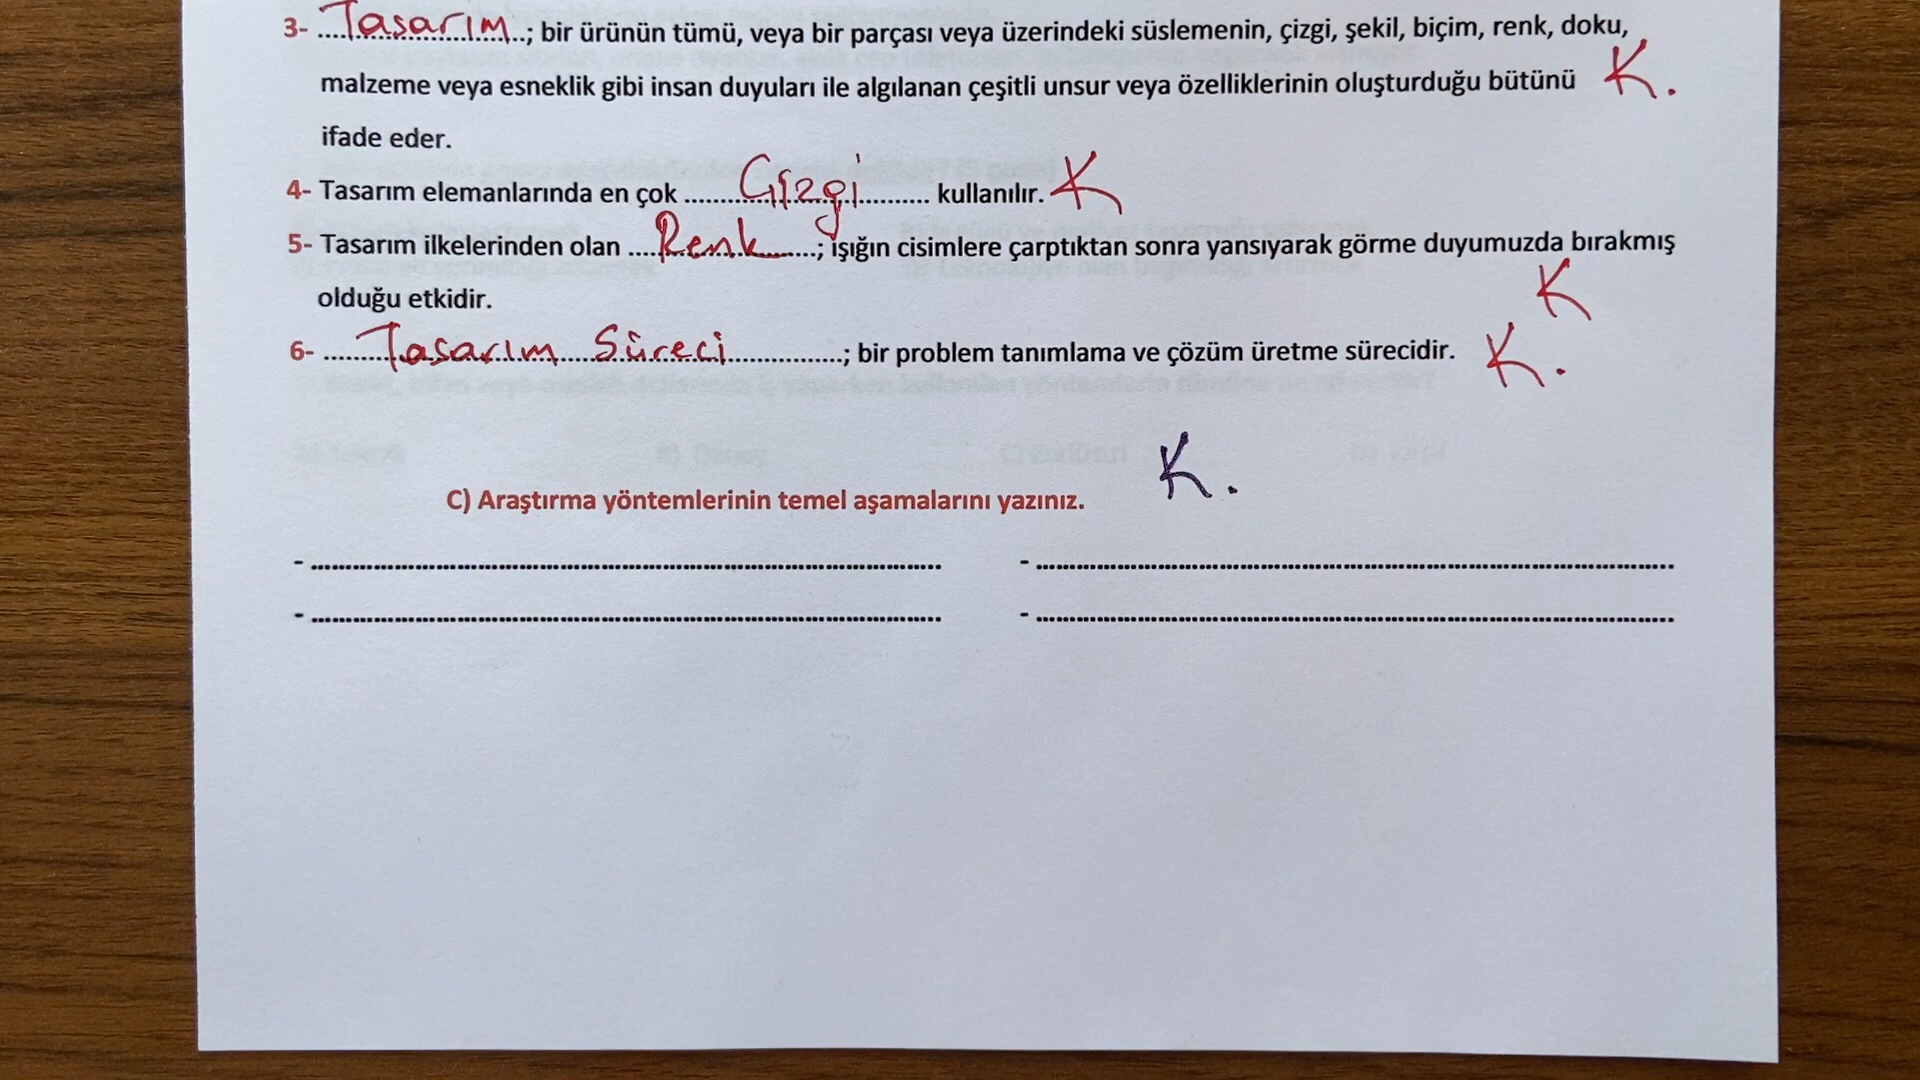 3- ....Tasarım....; bir ürünün tümü, veya bir parçası veya üzerindeki süslemenin, çizgi, şekil, biçim, renk, doku,
malzeme veya esneklik gibi insan duyuları ile algılanan çeşitli unsur veya özelliklerinin oluşturduğu bütünü K.
ifade eder.
4- Tasarım elemanlarında en çok ........Çizgi........ kullanılır. K
5- Tasarım ilkelerinden olan ....Renk....; ışığın cisimlere çarptıktan sonra yansıyarak görme duyumuzda bırakmış
olduğu etkidir. K
6- ........Tasarım Süreci........; bir problem tanımlama ve çözüm üretme sürecidir. K.
C) Araştırma yöntemlerinin temel aşamalarını yazınız. K.
- ........................ - ........................
- ........................ - ........................